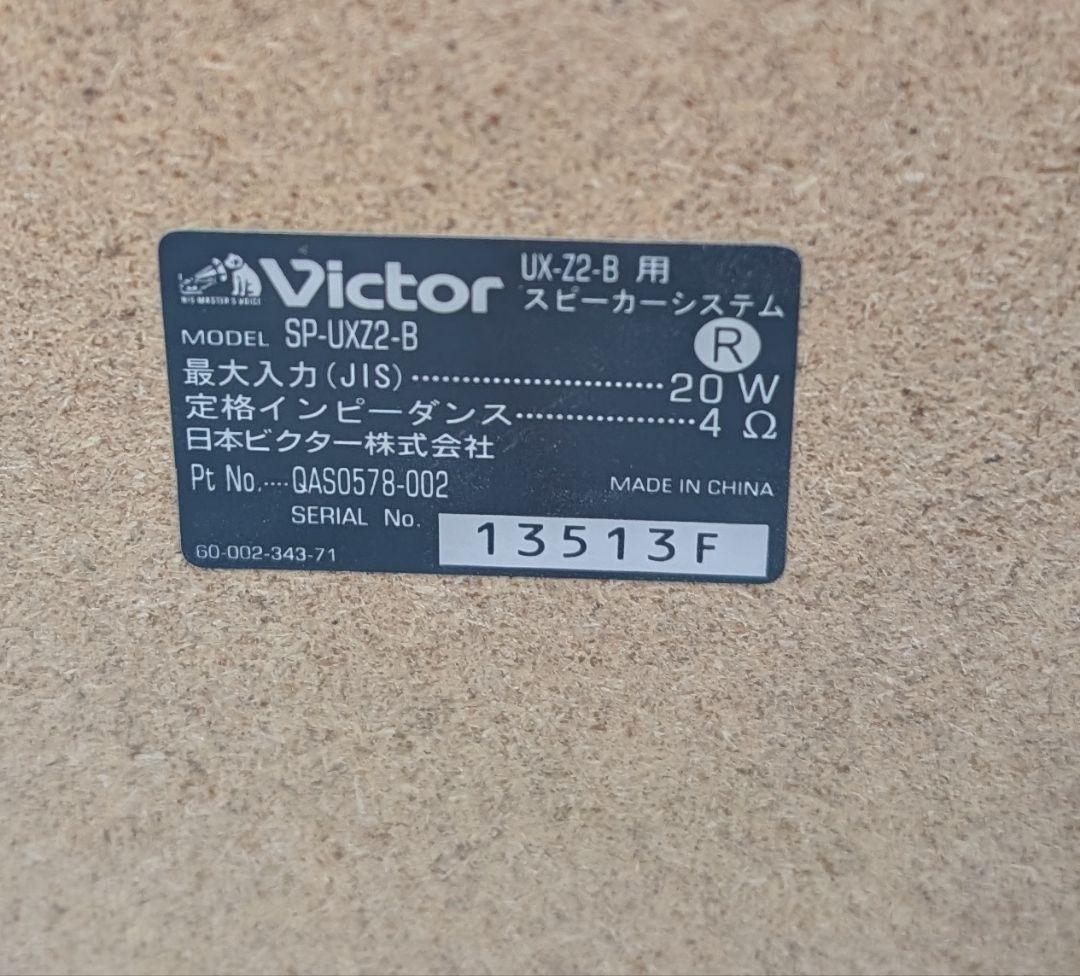 HIS MASTER'S VOICE
Victor
UX-Z2-B 用
スピーカーシステム
MODEL SP-UXZ2-B
R
最大入力(JIS)························20 W
定格インピーダンス·················4 Ω
日本ビクター株式会社
Pt No.····QAS0578-002
MADE IN CHINA
SERIAL No. 13513F
60-002-343-71